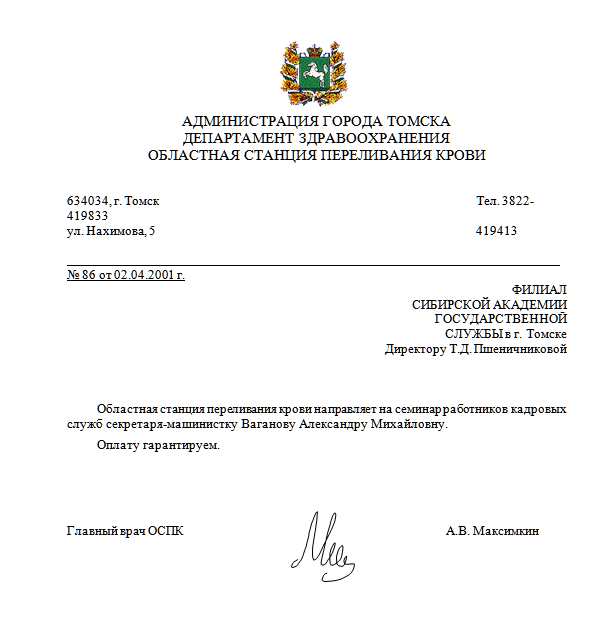 АДМИНИСТРАЦИЯ ГОРОДА ТОМСКА
ДЕПАРТАМЕНТ ЗДРАВООХРАНЕНИЯ
ОБЛАСТНАЯ СТАНЦИЯ ПЕРЕЛИВАНИЯ КРОВИ
634034, г. Томск Тел. 3822-
419833
ул. Нахимова, 5 419413
№ 86 от 02.04.2001 г.
ФИЛИАЛ
СИБИРСКОЙ АКАДЕМИИ
ГОСУДАРСТВЕННОЙ
СЛУЖБЫ в г. Томске
Директору Т.Д. Пшеничниковой
Областная станция переливания крови направляет на семинар работников кадровых
служб секретаря-машинистку Ваганову Александру Михайловну.
Оплату гарантируем.
Главный врач ОСПК А.В. Максимкин